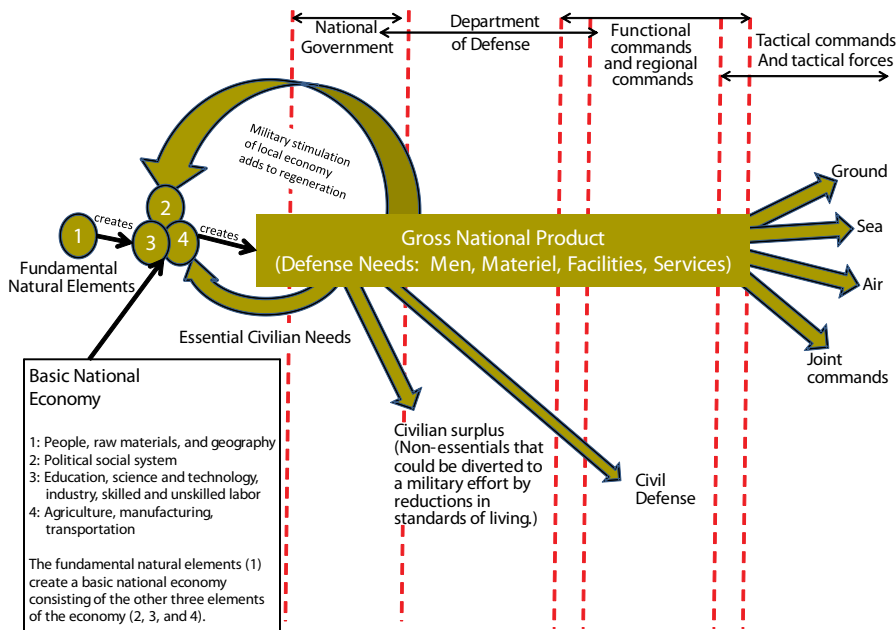 National
Government
Department
of Defense
Functional
commands
and regional
commands
Tactical commands
And tactical forces
Military stimulation
of local economy
adds to regeneration
1
creates
2
3
4
creates
Fundamental
Natural Elements
Gross National Product
(Defense Needs: Men, Materiel, Facilities, Services)
Ground
Sea
Air
Joint
commands
Essential Civilian Needs
Civilian surplus
(Non-essentials that
could be diverted to
a military effort by
reductions in
standards of living.)
Civil
Defense
Basic National
Economy
1: People, raw materials, and geography
2: Political social system
3: Education, science and technology,
industry, skilled and unskilled labor
4: Agriculture, manufacturing,
transportation
The fundamental natural elements (1)
create a basic national economy
consisting of the other three elements
of the economy (2, 3, and 4).